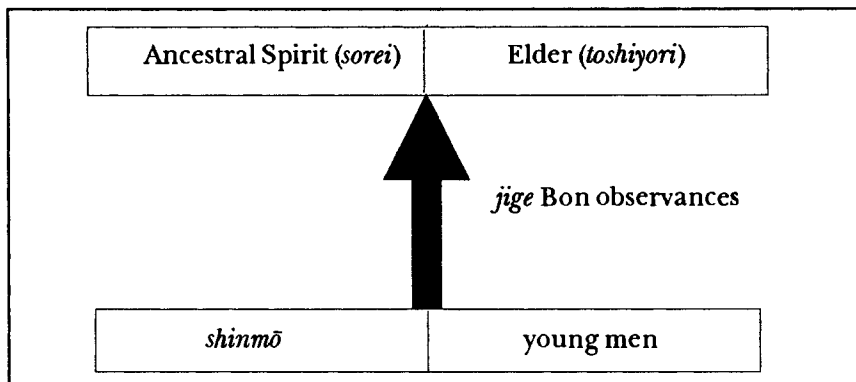 Ancestral Spirit (sorei) Elder (toshiyori)
jige Bon observances
shinmō young men